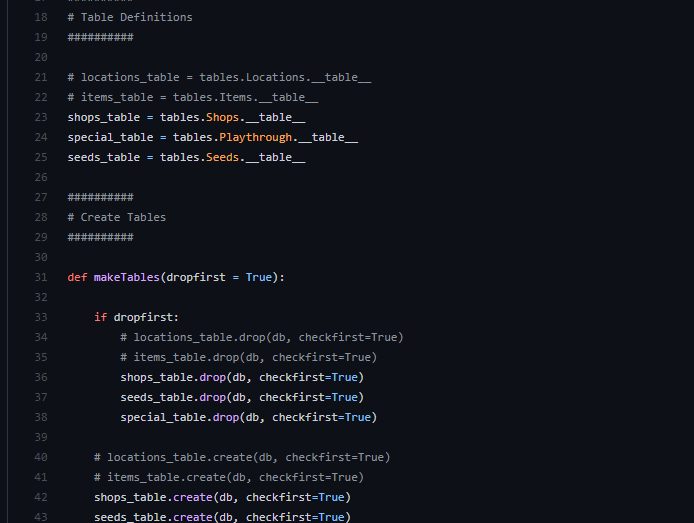 ##########
18 # Table Definitions
19 ##########
20
21 # locations_table = tables.Locations.__table__
22 # items_table = tables.Items.__table__
23 shops_table = tables.Shops.__table__
24 special_table = tables.Playthrough.__table__
25 seeds_table = tables.Seeds.__table__
26
27 ##########
28 # Create Tables
29 ##########
30
31 def makeTables(dropfirst = True):
32
33     if dropfirst:
34         # locations_table.drop(db, checkfirst=True)
35         # items_table.drop(db, checkfirst=True)
36         shops_table.drop(db, checkfirst=True)
37         seeds_table.drop(db, checkfirst=True)
38         special_table.drop(db, checkfirst=True)
39
40     # locations_table.create(db, checkfirst=True)
41     # items_table.create(db, checkfirst=True)
42     shops_table.create(db, checkfirst=True)
43     seeds_table.create(db, checkfirst=True)